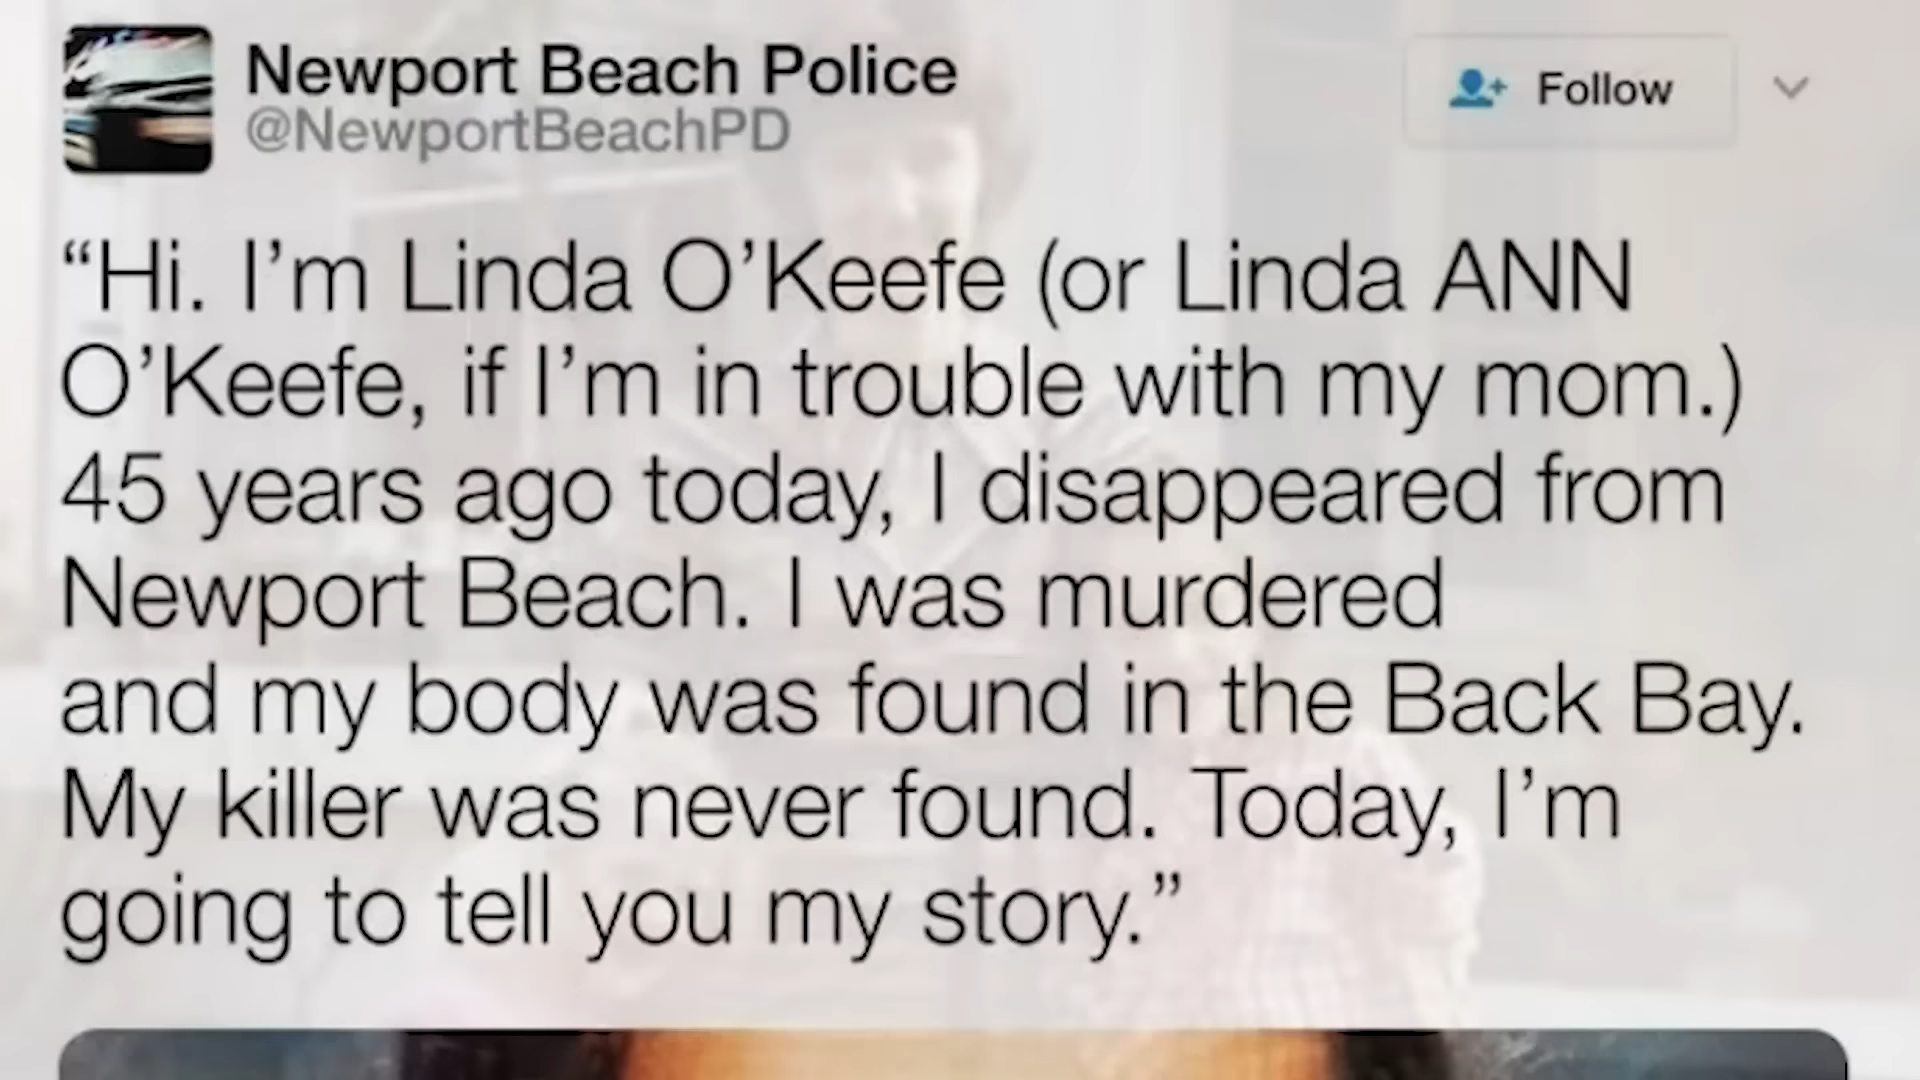 Newport Beach Police
@NewportBeachPD
Follow
“Hi. I’m Linda O’Keefe (or Linda ANN
O’Keefe, if I’m in trouble with my mom.)
45 years ago today, I disappeared from
Newport Beach. I was murdered
and my body was found in the Back Bay.
My killer was never found. Today, I’m
going to tell you my story.”